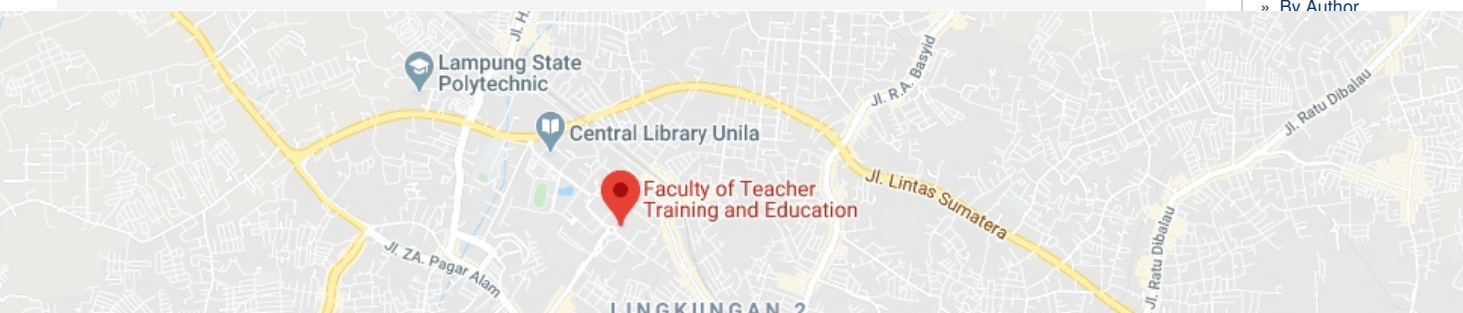 » By Author
Jl. H.
Jl. R.A. Basyid
Lampung State
Polytechnic
Jl. Ratu Dibalau
Central Library Unila
Jl. Lintas Sumatera
Faculty of Teacher
Training and Education
Jl. Ratu Dibalau
Jl. ZA. Pagar Alam
LINGKUNGAN 2